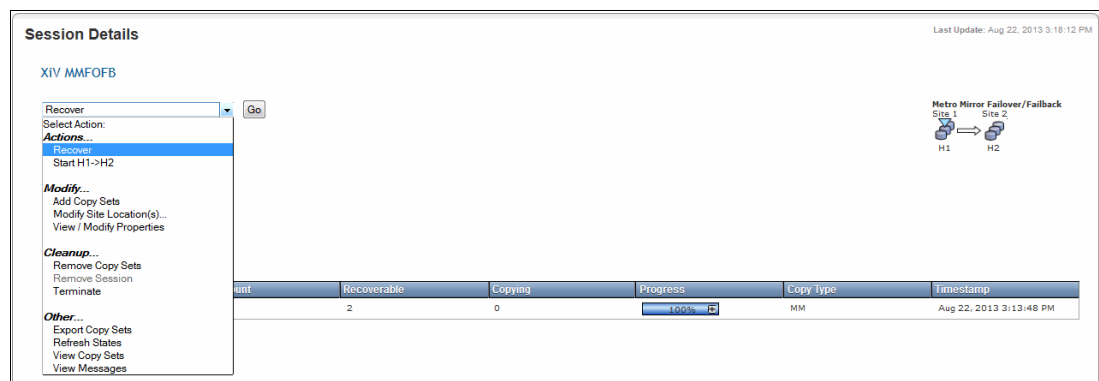 Session Details
Last Update: Aug 22, 2013 3:18:12 PM
XiV MMFOFB
Recover
Go
Metro Mirror Failover/Failback
Site 1 Site 2
H1 H2
Select Action:
Actions...
Recover
Start H1->H2
Modify...
Add Copy Sets
Modify Site Location(s)...
View / Modify Properties
Cleanup...
Remove Copy Sets
Remove Session
Terminate
Other...
Export Copy Sets
Refresh States
View Copy Sets
View Messages
Recoverable Copying Progress Copy Type Timestamp
2 0 100% MM Aug 22, 2013 3:13:48 PM